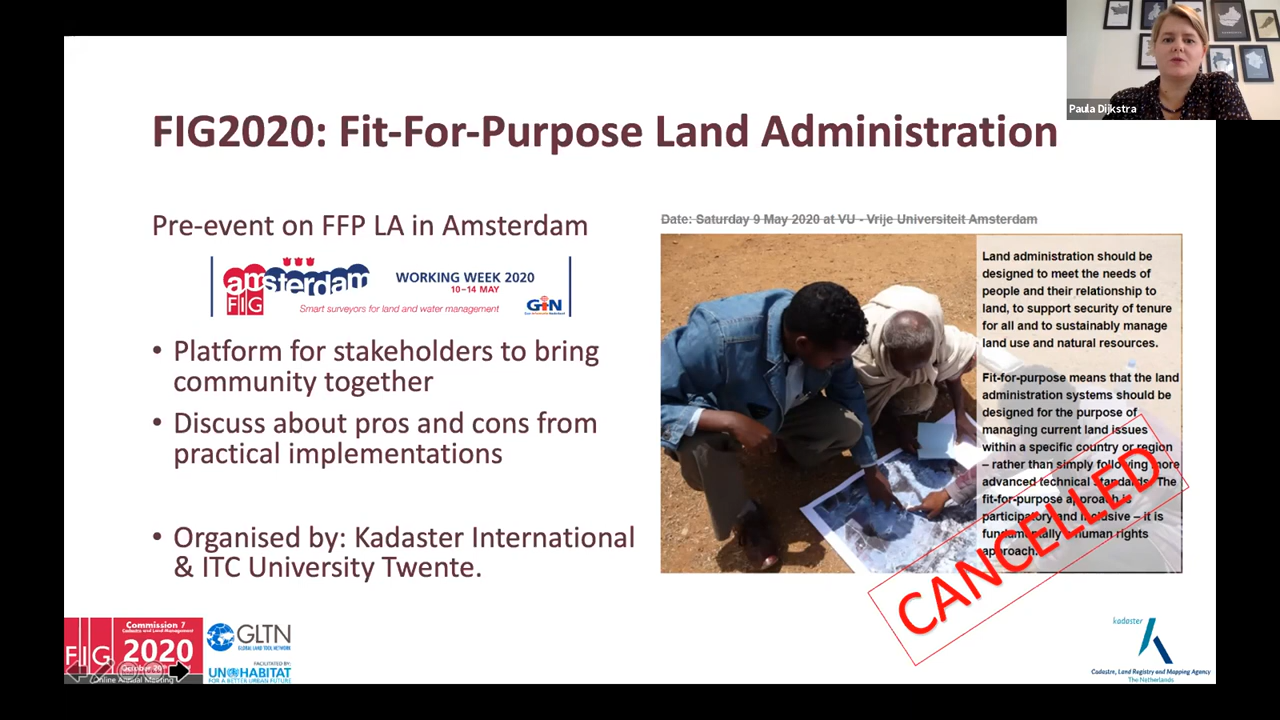 Paula Dijkstra
FIG2020: Fit-For-Purpose Land Administration
Pre-event on FFP LA in Amsterdam
amsterdam
FIG
WORKING WEEK 2020
10–14 MAY
Smart surveyors for land and water management
• Platform for stakeholders to bring
community together
• Discuss about pros and cons from
practical implementations
• Organised by: Kadaster International
& ITC University Twente.
Date: Saturday 9 May 2020 at VU - Vrije Universiteit Amsterdam
Land administration should be
designed to meet the needs of
people and their relationship to
land, to support security of tenure
for all and to sustainably manage
land use and natural resources.
Fit-for-purpose means that the land
administration systems should be
designed for the purpose of
managing current land issues
within a specific country or region
– rather than simply following more
advanced technical standards. The
fit-for-purpose approach is
participatory and inclusive – it is
fundamentally a human rights
approach.
CANCELLED
Commission 7
Cadastre and Land Management
FIG
2020
Online Annual Meeting
GLTN
GLOBAL LAND TOOL NETWORK
FACILITATED BY:
UN HABITAT
FOR A BETTER URBAN FUTURE
kadaster
Cadastre, Land Registry and Mapping Agency
The Netherlands